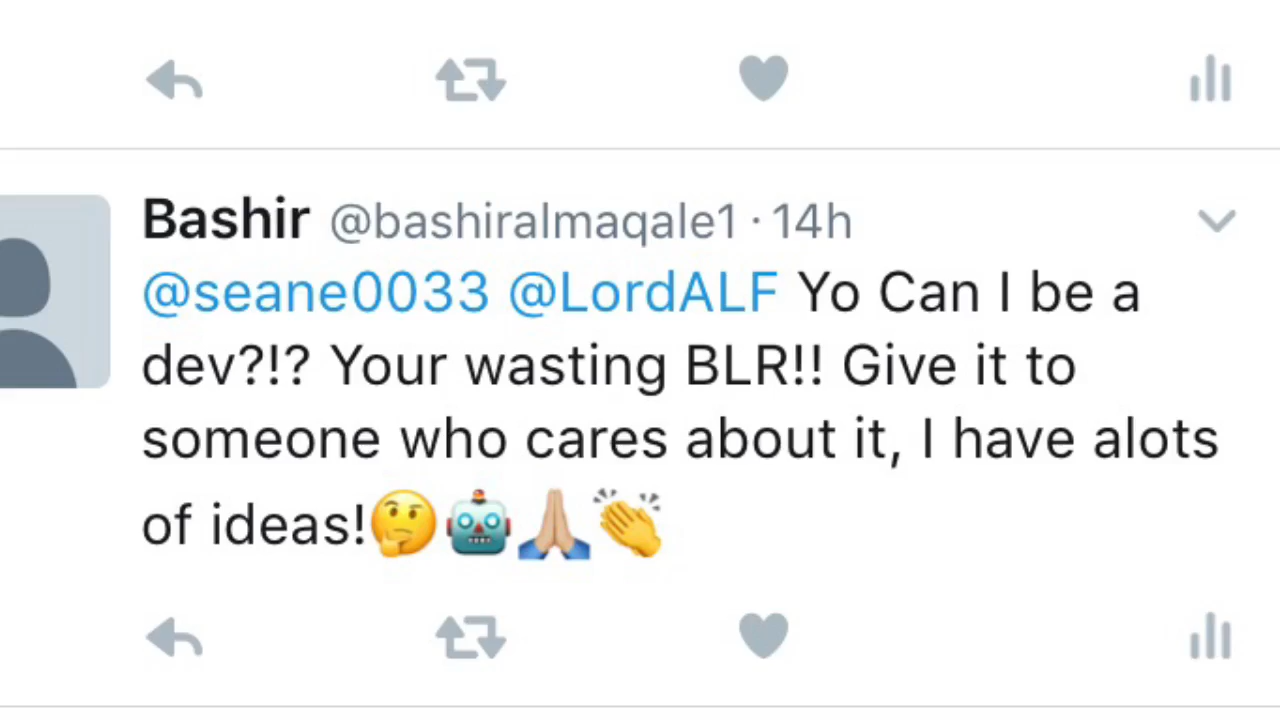 Bashir @bashiralmaqale1 · 14h
@seane0033 @LordALF Yo Can I be a
dev?!? Your wasting BLR!! Give it to
someone who cares about it, I have alots
of ideas!🤔🤖🙏🏼👏